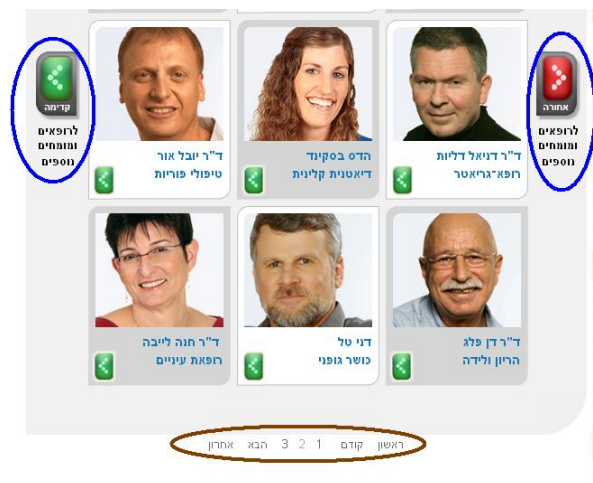 אחורה
לרופאים
ומומחים
נוספים
ד"ר דניאל דליות
רופא־גריאטר
הדס בסקינד
דיאטנית קלינית
ד"ר יובל אור
טיפולי פוריות
קדימה
לרופאים
ומומחים
נוספים
ד"ר דן פלג
הריון ולידה
דני טל
כושר גופני
ד"ר חנה לייבה
רופאת עיניים
ראשון קודם 1 2 3 הבא אחרון